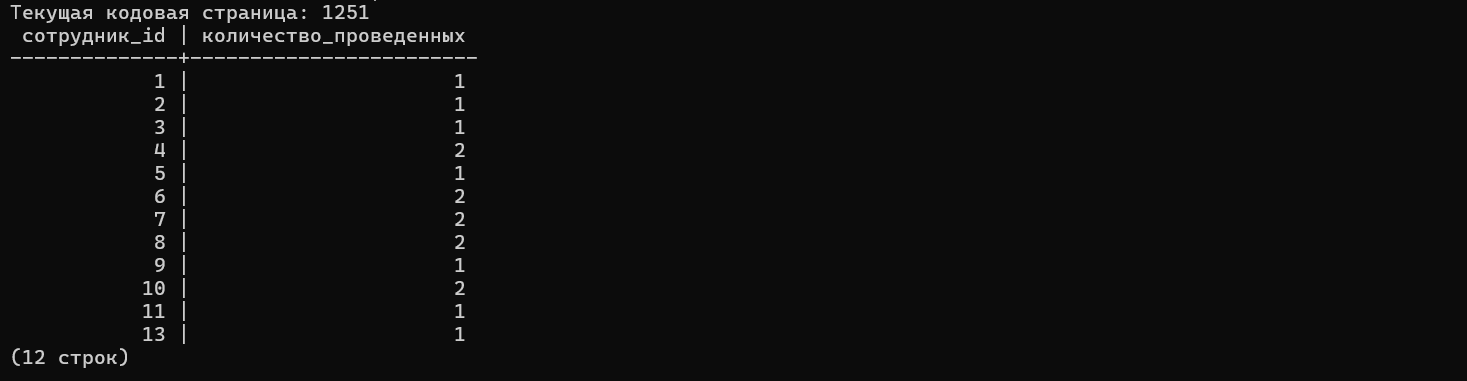 Текущая кодовая страница: 1251
сотрудник_id | количество_проведенных
--------------+------------------------
1 | 1
2 | 1
3 | 1
4 | 2
5 | 1
6 | 2
7 | 2
8 | 2
9 | 1
10 | 2
11 | 1
13 | 1
(12 строк)